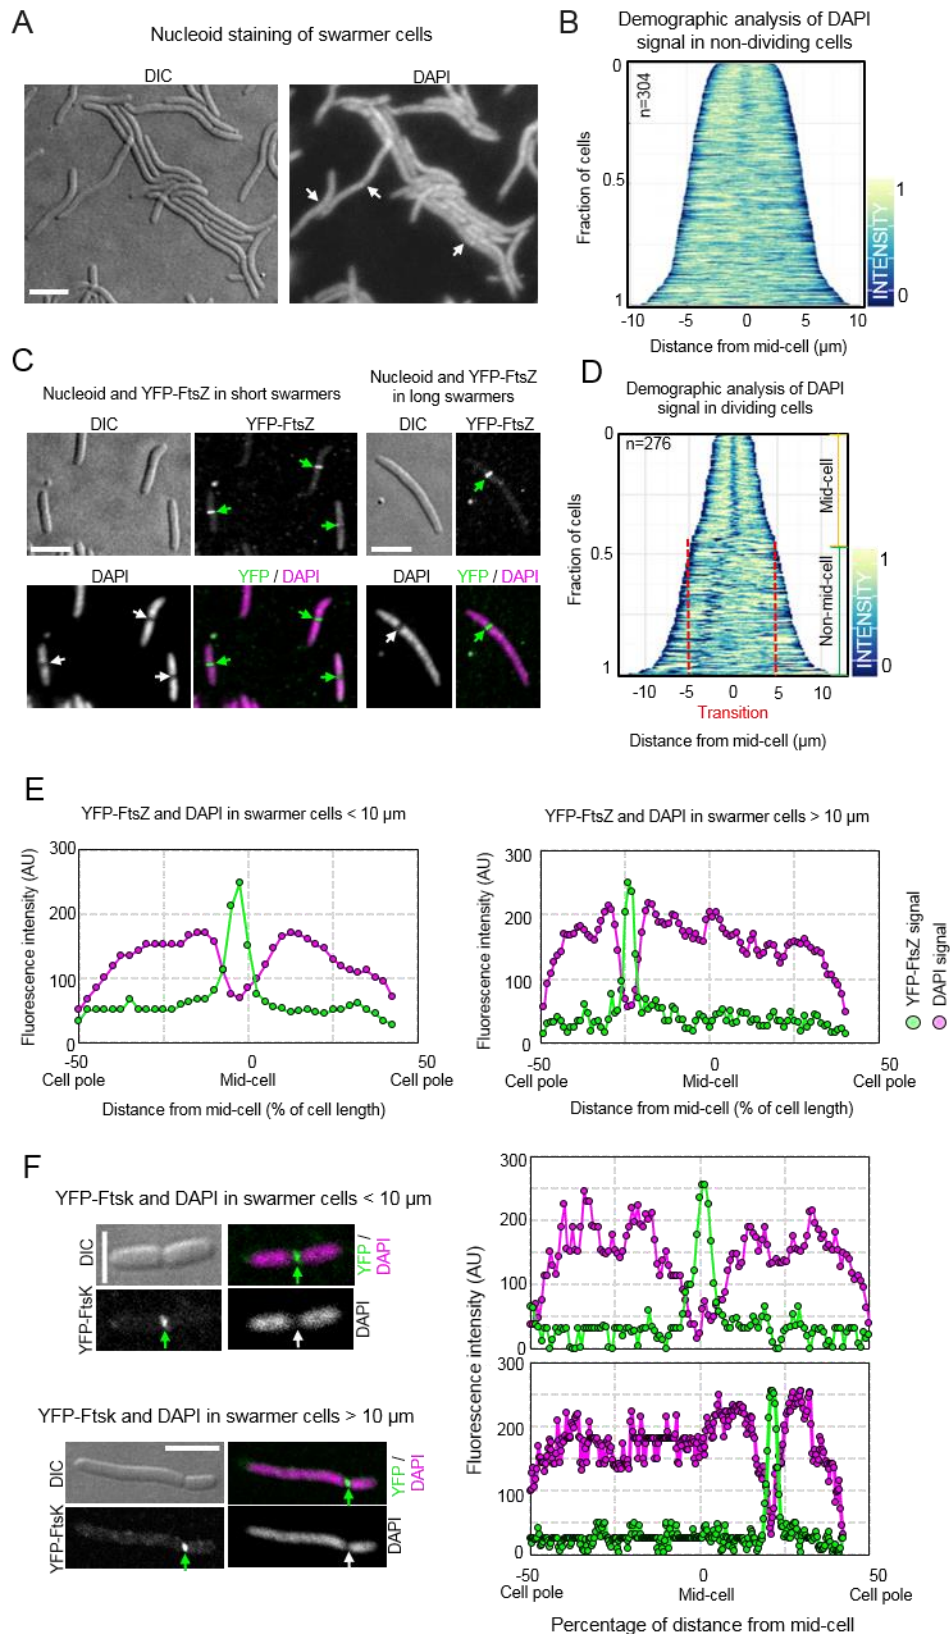 A
Nucleoid staining of swarmer cells
DIC
DAPI
B
Demographic analysis of DAPI
signal in non-dividing cells
n=304
Fraction of cells
0
0.5
1
-10
-5
0
5
10
Distance from mid-cell (µm)
INTENSITY
1
0
C
Nucleoid and YFP-FtsZ in short swarmers
DIC
YFP-FtsZ
DAPI
YFP / DAPI
Nucleoid and YFP-FtsZ
in long swarmers
DIC
YFP-FtsZ
DAPI
YFP / DAPI
D
Demographic analysis of DAPI
signal in dividing cells
n=276
Fraction of cells
0
0.5
1
Mid-cell
Non-mid-cell
-10
-5
0
5
10
Transition
Distance from mid-cell (µm)
INTENSITY
1
0
E
YFP-FtsZ and DAPI in swarmer cells < 10 µm
Fluorescence intensity (AU)
300
200
100
0
-50
0
50
Cell pole
Mid-cell
Cell pole
Distance from mid-cell (% of cell length)
YFP-FtsZ and DAPI in swarmer cells > 10 µm
Fluorescence intensity (AU)
300
200
100
0
-50
0
50
Cell pole
Mid-cell
Cell pole
Distance from mid-cell (% of cell length)
YFP-FtsZ signal
DAPI signal
F
YFP-Ftsk and DAPI in swarmer cells < 10 µm
DIC
YFP /
DAPI
YFP-FtsK
DAPI
YFP-Ftsk and DAPI in swarmer cells > 10 µm
DIC
YFP /
DAPI
YFP-FtsK
DAPI
Fluorescence intensity (AU)
300
200
100
0
300
200
100
0
-50
0
50
Cell pole
Mid-cell
Cell pole
Percentage of distance from mid-cell